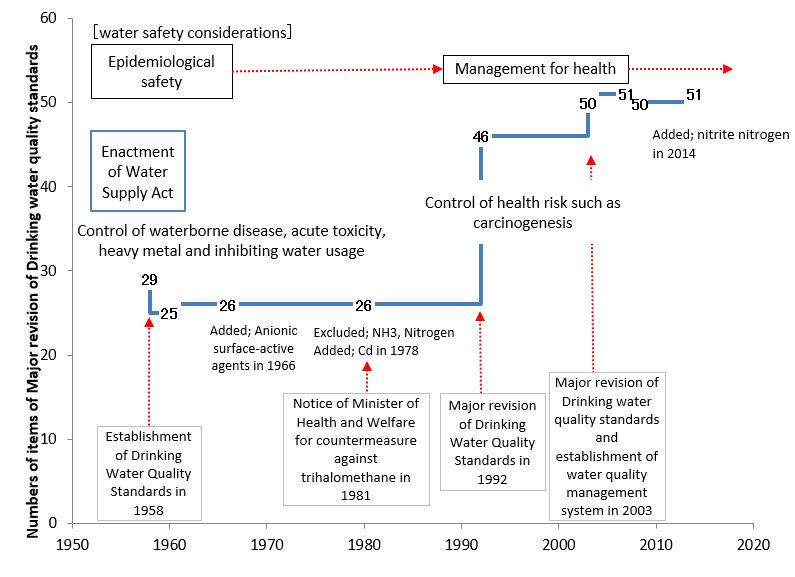 Numbers of items of Major revision of Drinking water quality standards
60
50
40
30
20
10
0
[water safety considerations]
Epidemiological
safety
Management for health
Enactment
of Water
Supply Act
Control of waterborne disease, acute toxicity,
heavy metal and inhibiting water usage
Control of health risk such as
carcinogenesis
29
25
26
26
46
50
51
50
51
Added; nitrite nitrogen
in 2014
Added; Anionic
surface-active
agents in 1966
Excluded; NH3, Nitrogen
Added; Cd in 1978
Establishment
of Drinking
Water Quality
Standards in
1958
Notice of Minister of
Health and Welfare
for countermeasure
against
trihalomethane in
1981
Major revision
of Drinking
Water Quality
Standards in
1992
Major revision of
Drinking water
quality standards
and
establishment of
water quality
management
system in 2003
1950
1960
1970
1980
1990
2000
2010
2020